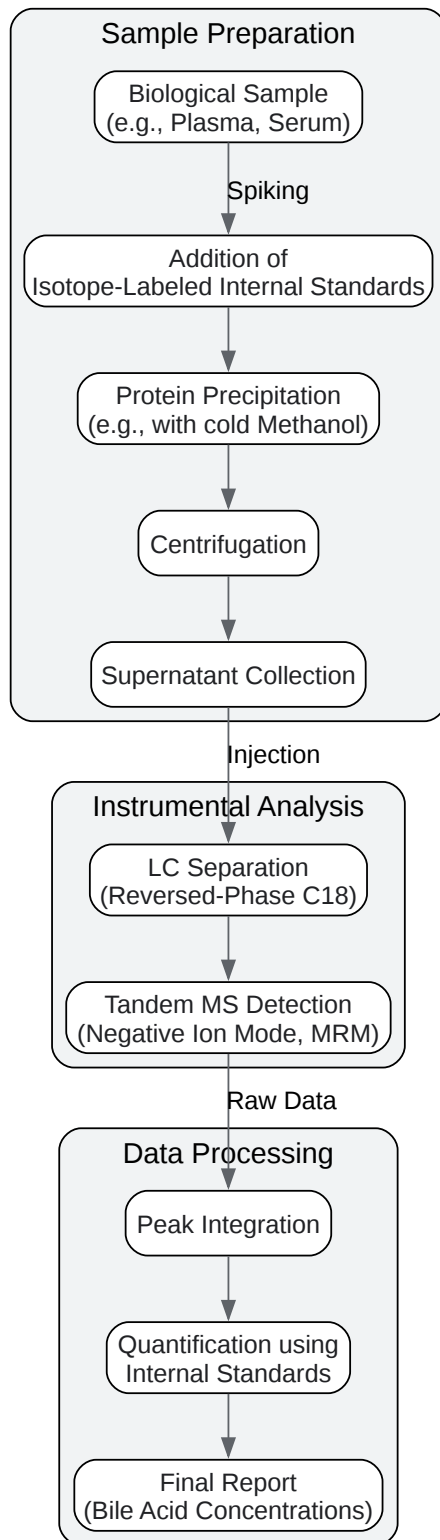 Sample Preparation
Biological Sample
(e.g., Plasma, Serum)
Spiking
Addition of
Isotope-Labeled Internal Standards
Protein Precipitation
(e.g., with cold Methanol)
Centrifugation
Supernatant Collection
Injection
Instrumental Analysis
LC Separation
(Reversed-Phase C18)
Tandem MS Detection
(Negative Ion Mode, MRM)
Raw Data
Data Processing
Peak Integration
Quantification using
Internal Standards
Final Report
(Bile Acid Concentrations)